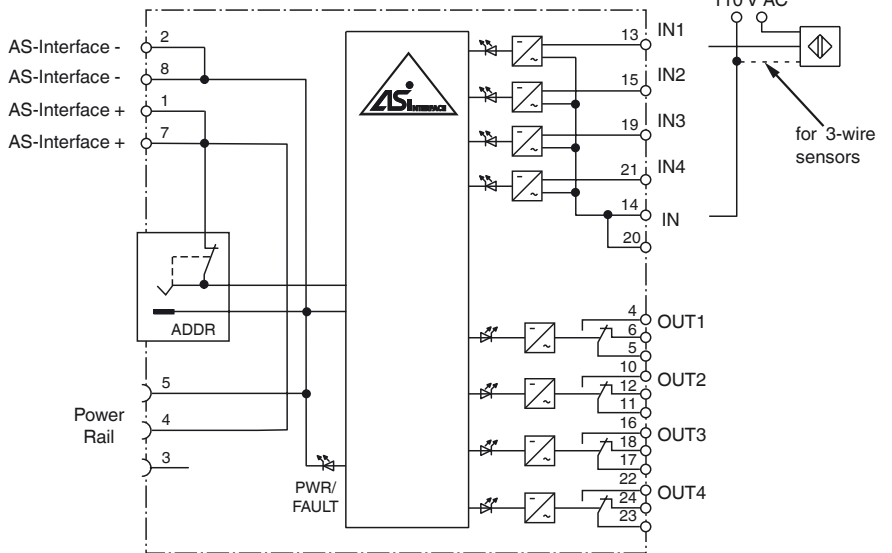 110 V AC
AS-Interface -
2
AS-Interface -
8
AS-Interface +
1
AS-Interface +
7
ASi
INTERFACE
13
IN1
15
IN2
19
IN3
21
IN4
14
IN
20
for 3-wire
sensors
ADDR
5
Power
Rail
4
3
PWR/
FAULT
4
OUT1
6
5
10
OUT2
12
11
16
OUT3
18
17
22
OUT4
24
23